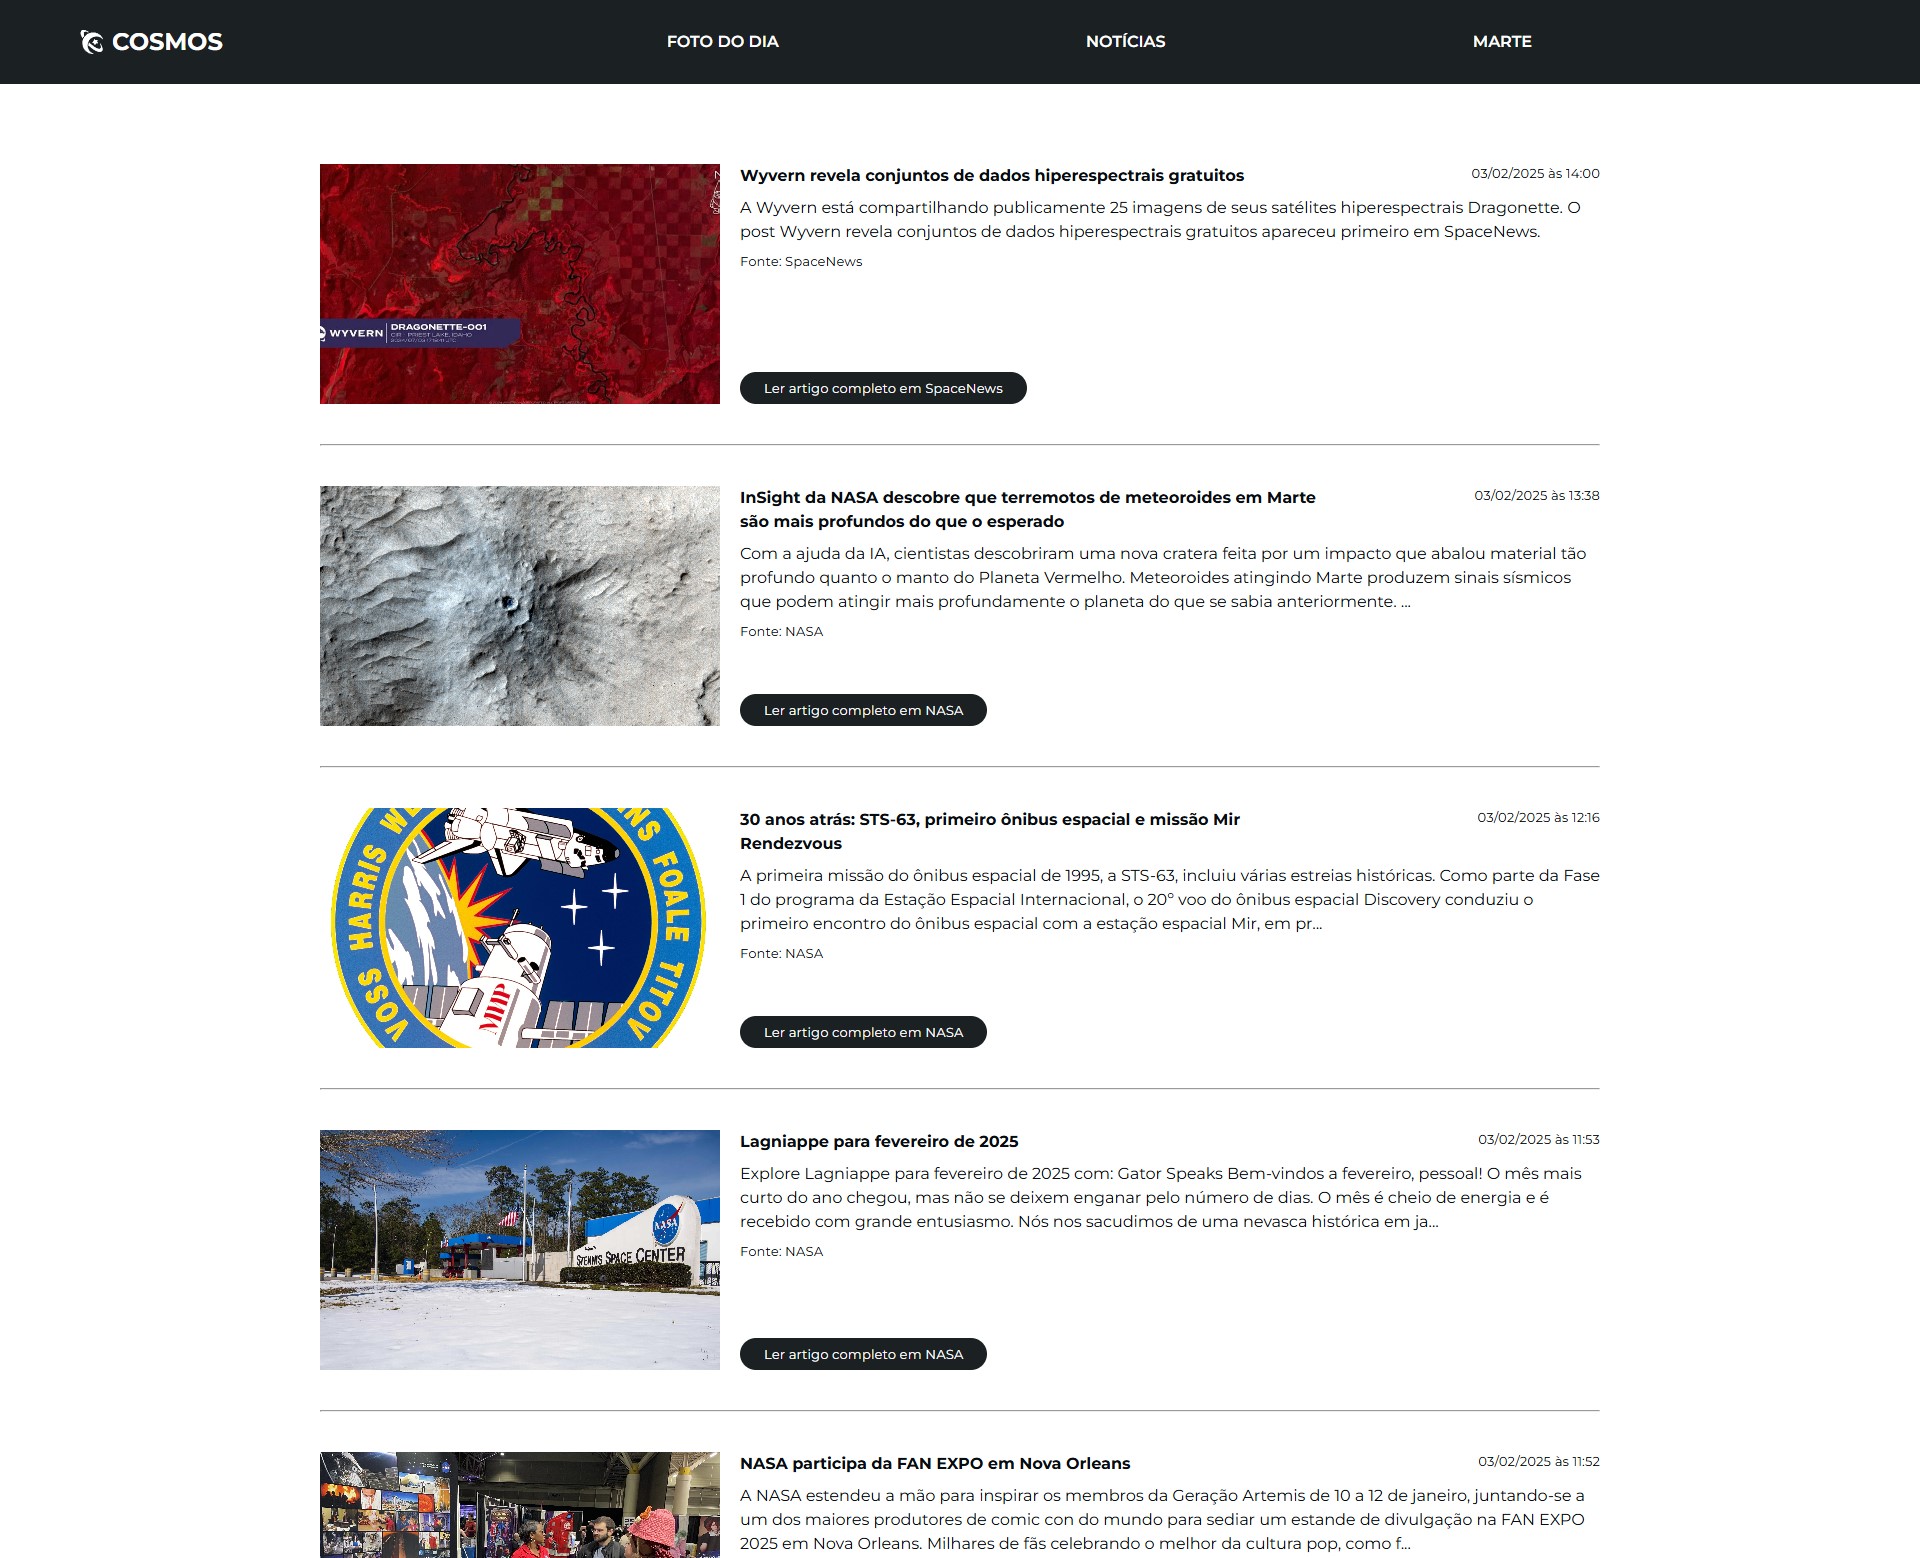 COSMOS
FOTO DO DIA
NOTÍCIAS
MARTE
WYVERN
DRAGONETTE-001
Wyvern revela conjuntos de dados hiperespectrais gratuitos
03/02/2025 às 14:00
A Wyvern está compartilhando publicamente 25 imagens de seus satélites hiperespectrais Dragonette. O
post Wyvern revela conjuntos de dados hiperespectrais gratuitos apareceu primeiro em SpaceNews.
Fonte: SpaceNews
Ler artigo completo em SpaceNews
InSight da NASA descobre que terremotos de meteoroides em Marte
são mais profundos do que o esperado
03/02/2025 às 13:38
Com a ajuda da IA, cientistas descobriram uma nova cratera feita por um impacto que abalou material tão
profundo quanto o manto do Planeta Vermelho. Meteoroides atingindo Marte produzem sinais sísmicos
que podem atingir mais profundamente o planeta do que se sabia anteriormente. ...
Fonte: NASA
Ler artigo completo em NASA
VOSS HARRIS
FOALE TITOV
МИР
30 anos atrás: STS-63, primeiro ônibus espacial e missão Mir
Rendezvous
03/02/2025 às 12:16
A primeira missão do ônibus espacial de 1995, a STS-63, incluiu várias estreias históricas. Como parte da Fase
1 do programa da Estação Espacial Internacional, o 20º voo do ônibus espacial Discovery conduziu o
primeiro encontro do ônibus espacial com a estação espacial Mir, em pr...
Fonte: NASA
Ler artigo completo em NASA
NASA
STENNIS SPACE CENTER
Lagniappe para fevereiro de 2025
03/02/2025 às 11:53
Explore Lagniappe para fevereiro de 2025 com: Gator Speaks Bem-vindos a fevereiro, pessoal! O mês mais
curto do ano chegou, mas não se deixem enganar pelo número de dias. O mês é cheio de energia e é
recebido com grande entusiasmo. Nós nos sacudimos de uma nevasca histórica em ja...
Fonte: NASA
Ler artigo completo em NASA
NASA participa da FAN EXPO em Nova Orleans
03/02/2025 às 11:52
A NASA estendeu a mão para inspirar os membros da Geração Artemis de 10 a 12 de janeiro, juntando-se a
um dos maiores produtores de comic con do mundo para sediar um estande de divulgação na FAN EXPO
2025 em Nova Orleans. Milhares de fãs celebrando o melhor da cultura pop, como f...